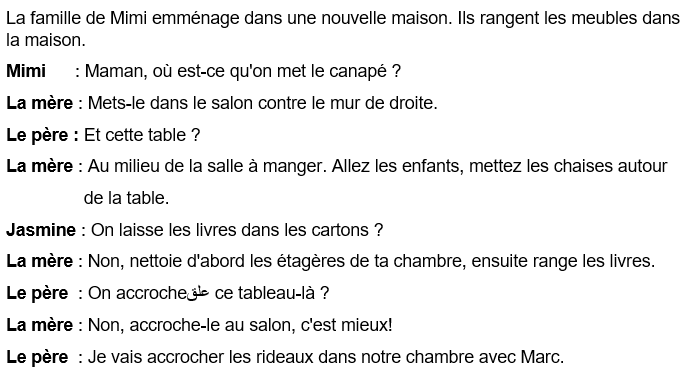 La famille de Mimi emménage dans une nouvelle maison. Ils rangent les meubles dans
la maison.
Mimi : Maman, où est-ce qu'on met le canapé ?
La mère : Mets-le dans le salon contre le mur de droite.
Le père : Et cette table ?
La mère : Au milieu de la salle à manger. Allez les enfants, mettez les chaises autour
de la table.
Jasmine : On laisse les livres dans les cartons ?
La mère : Non, nettoie d'abord les étagères de ta chambre, ensuite range les livres.
Le père : On accroche علق ce tableau-là ?
La mère : Non, accroche-le au salon, c'est mieux!
Le père : Je vais accrocher les rideaux dans notre chambre avec Marc.